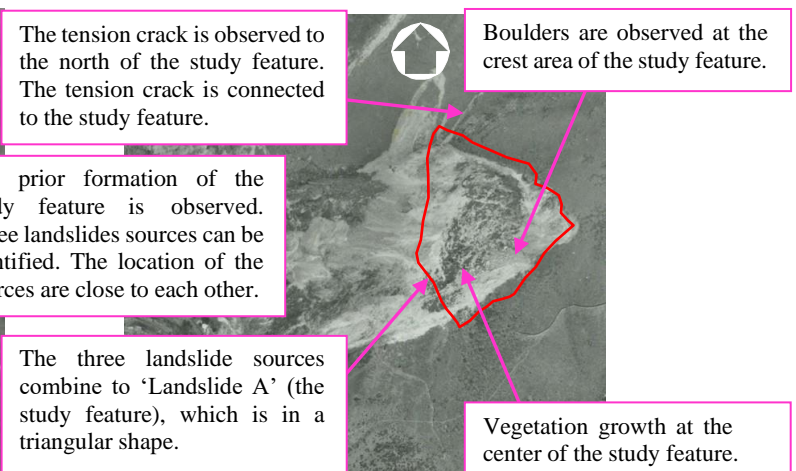 The tension crack is observed to
the north of the study feature.
The tension crack is connected
to the study feature.
Boulders are observed at the
crest area of the study feature.
prior formation of the
feature is observed.
landslides sources can be
The location of the
are close to each other.
The three landslide sources
combine to ‘Landslide A’ (the
study feature), which is in a
triangular shape.
Vegetation growth at the
center of the study feature.